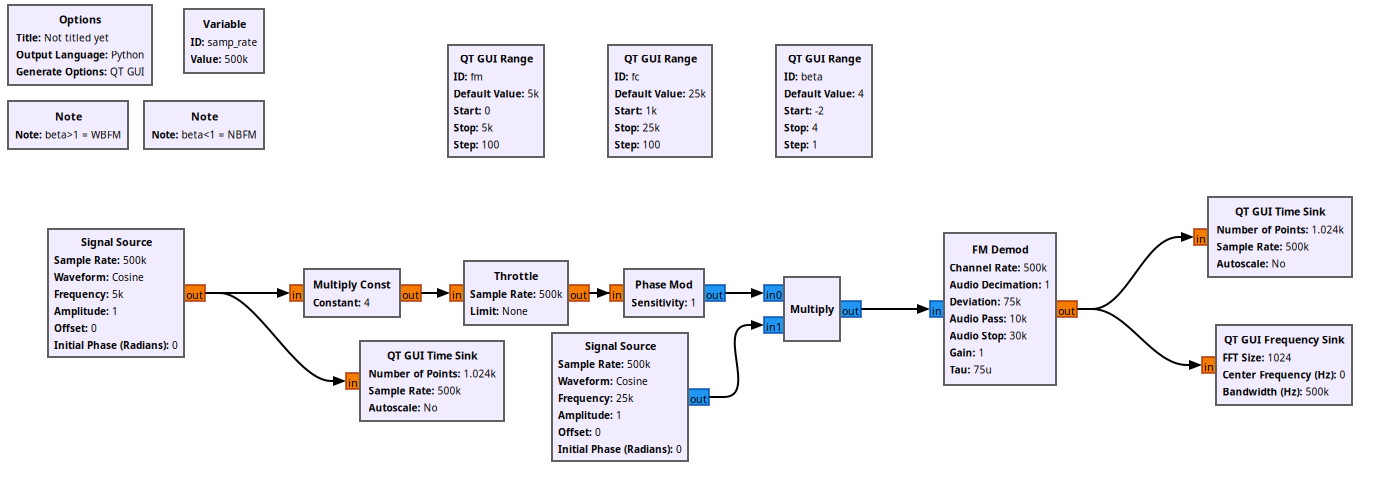 Options
Title: Not titled yet
Output Language: Python
Generate Options: QT GUI
Variable
ID: samp_rate
Value: 500k
Note
Note: beta>1 = WBFM
Note
Note: beta<1 = NBFM
QT GUI Range
ID: fm
Default Value: 5k
Start: 0
Stop: 5k
Step: 100
QT GUI Range
ID: fc
Default Value: 25k
Start: 1k
Stop: 25k
Step: 100
QT GUI Range
ID: beta
Default Value: 4
Start: -2
Stop: 4
Step: 1
Signal Source
Sample Rate: 500k
Waveform: Cosine
Frequency: 5k
Amplitude: 1
Offset: 0
Initial Phase (Radians): 0
out
in
Multiply Const
Constant: 4
out
in
Throttle
Sample Rate: 500k
Limit: None
out
in
Phase Mod
Sensitivity: 1
out
in
QT GUI Time Sink
Number of Points: 1.024k
Sample Rate: 500k
Autoscale: No
Signal Source
Sample Rate: 500k
Waveform: Cosine
Frequency: 25k
Amplitude: 1
Offset: 0
Initial Phase (Radians): 0
out
in0
in1
Multiply
out
in
FM Demod
Channel Rate: 500k
Audio Decimation: 1
Deviation: 75k
Audio Pass: 10k
Audio Stop: 30k
Gain: 1
Tau: 75u
out
in
QT GUI Time Sink
Number of Points: 1.024k
Sample Rate: 500k
Autoscale: No
in
QT GUI Frequency Sink
FFT Size: 1024
Center Frequency (Hz): 0
Bandwidth (Hz): 500k